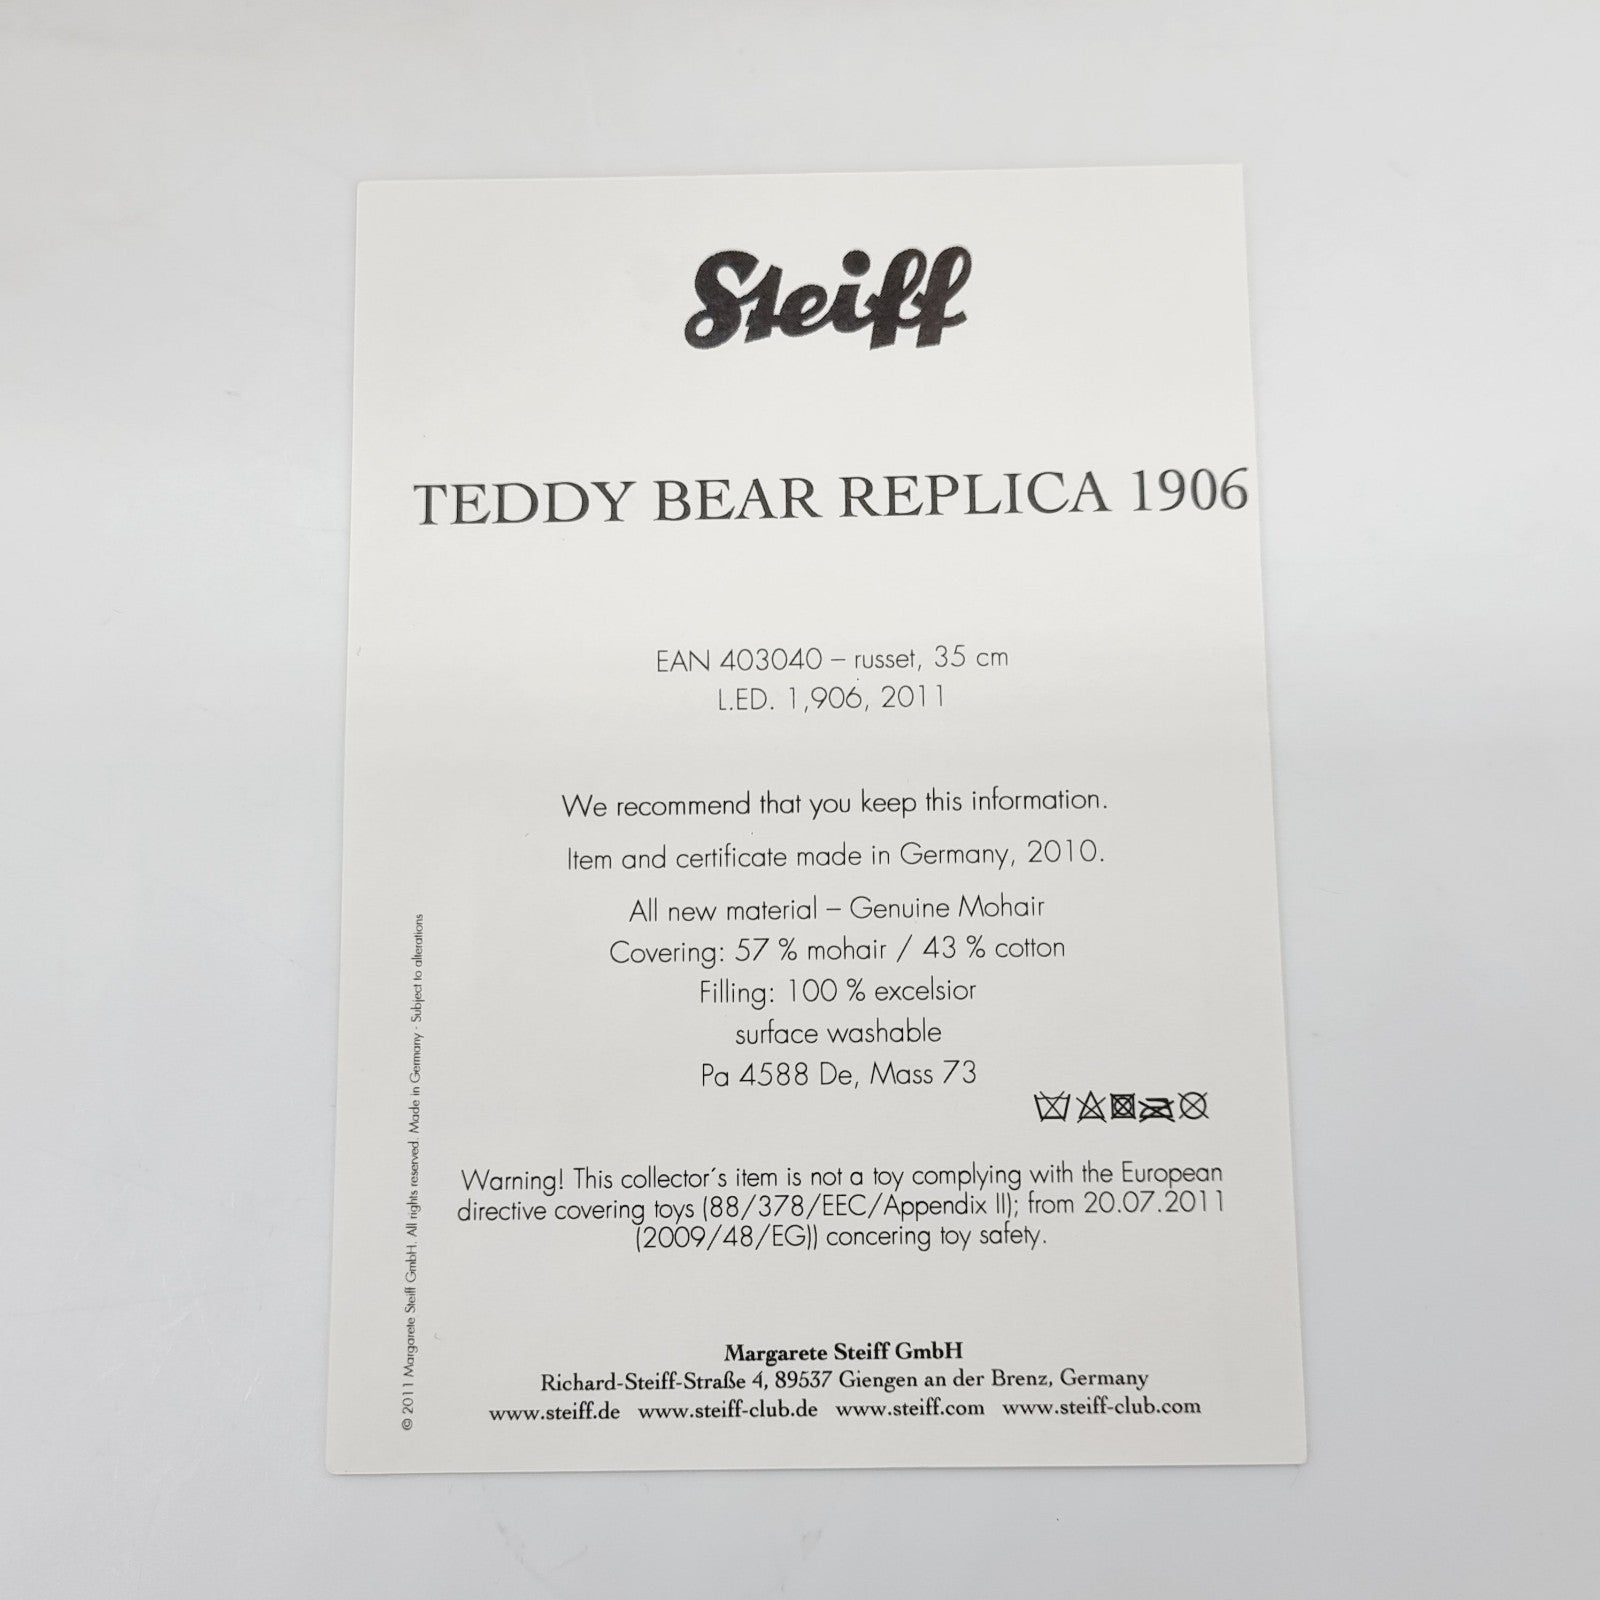 Steiff
TEDDY BEAR REPLICA 1906
EAN 403040 – russet, 35 cm
L.ED. 1,906, 2011
We recommend that you keep this information.
Item and certificate made in Germany, 2010.
All new material – Genuine Mohair
Covering: 57 % mohair / 43 % cotton
Filling: 100 % excelsior
surface washable
Pa 4588 De, Mass 73
Warning! This collector´s item is not a toy complying with the European
directive covering toys (88/378/EEC/Appendix II); from 20.07.2011
(2009/48/EG)) concering toy safety.
Margarete Steiff GmbH
Richard-Steiff-Straße 4, 89537 Giengen an der Brenz, Germany
www.steiff.de www.steiff-club.de www.steiff.com www.steiff-club.com
© 2011 Margarete Steiff GmbH. All rights reserved. Made in Germany · Subject to alterations